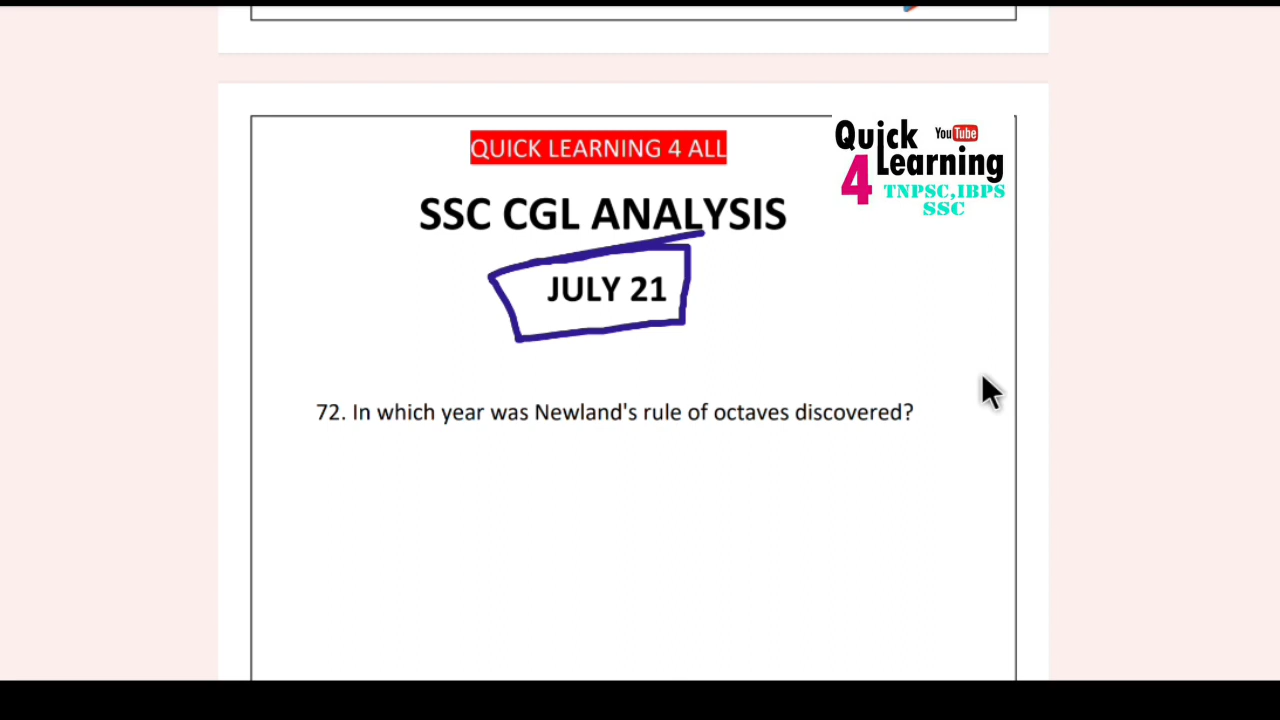 QUICK LEARNING 4 ALL
Quick YouTube
4 Learning
TNPSC,IBPS
SSC
SSC CGL ANALYSIS
JULY 21
72. In which year was Newland's rule of octaves discovered?